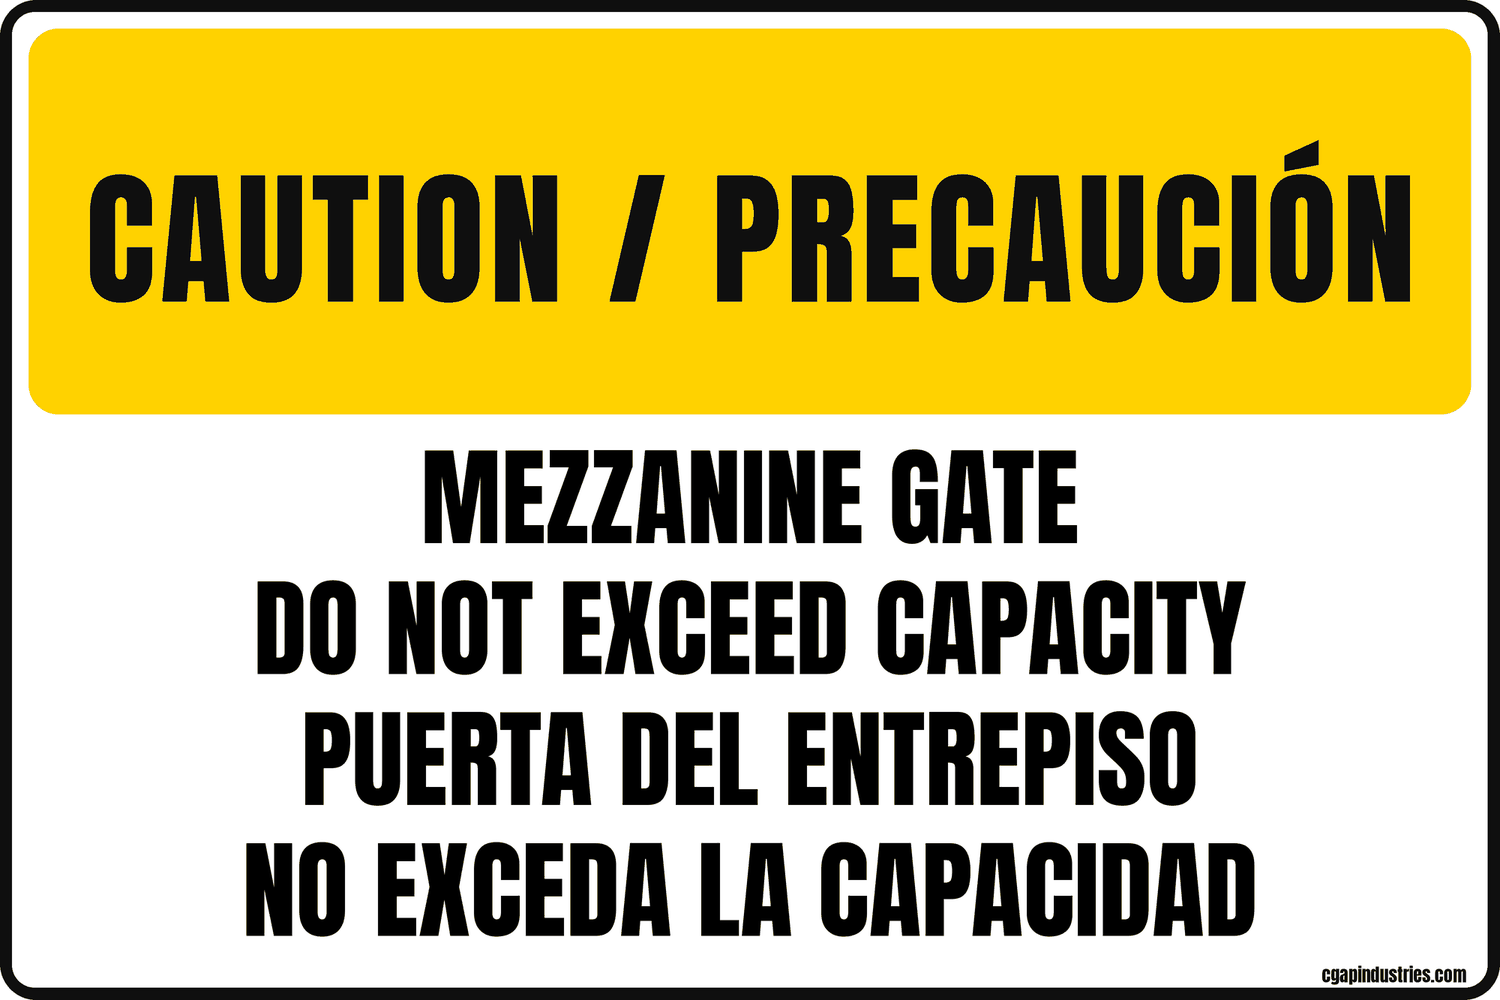 CAUTION / PRECAUCIÓN
MEZZANINE GATE
DO NOT EXCEED CAPACITY
PUERTA DEL ENTREPISO
NO EXCEDA LA CAPACIDAD
cgapindustries.com